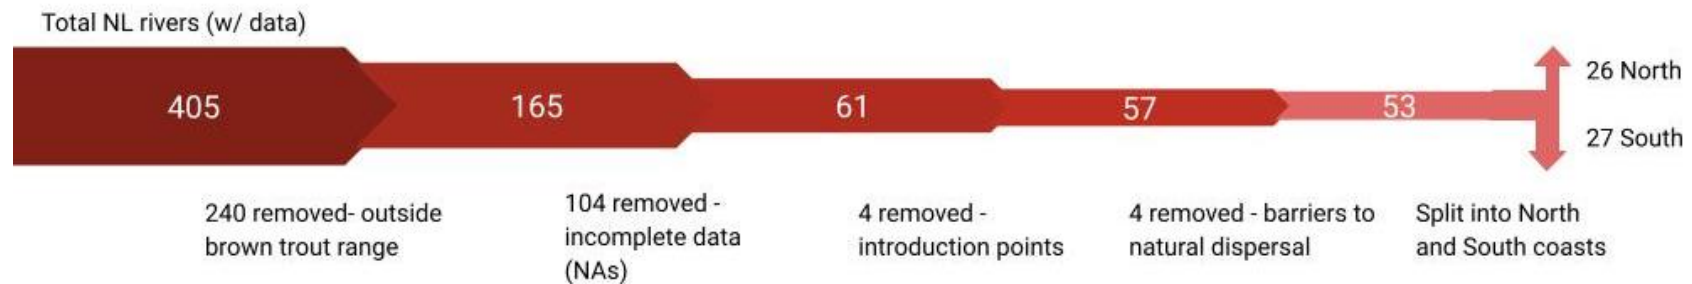 Total NL rivers (w/ data)
405
165
61
57
53
26 North
27 South
240 removed- outside
brown trout range
104 removed -
incomplete data
(NAs)
4 removed -
introduction points
4 removed - barriers to
natural dispersal
Split into North
and South coasts